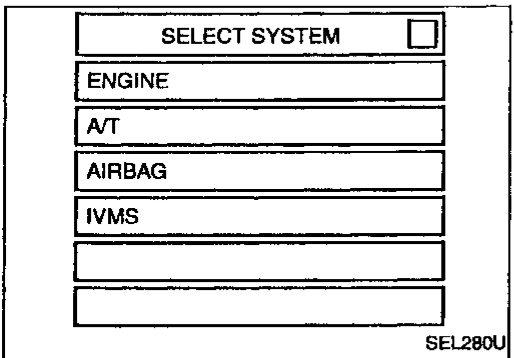 SELECT SYSTEM
ENGINE
A/T
AIRBAG
IVMS
SEL280U